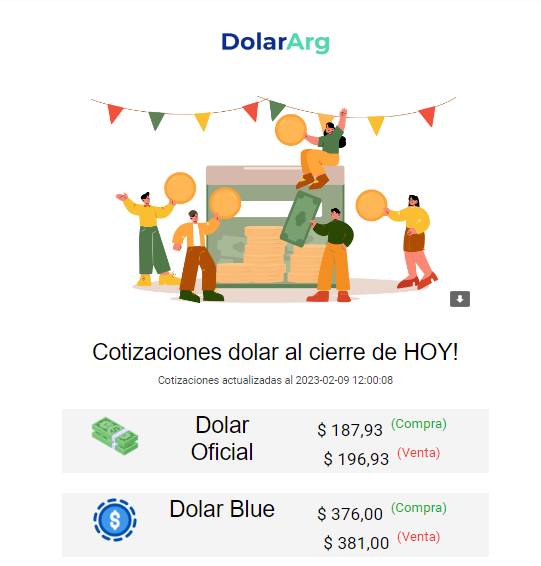 DolarArg
Cotizaciones dolar al cierre de HOY!
Cotizaciones actualizadas al 2023-02-09 12:00:08
Dolar
Oficial
$ 187,93 (Compra)
$ 196,93 (Venta)
Dolar Blue
$ 376,00 (Compra)
$ 381,00 (Venta)